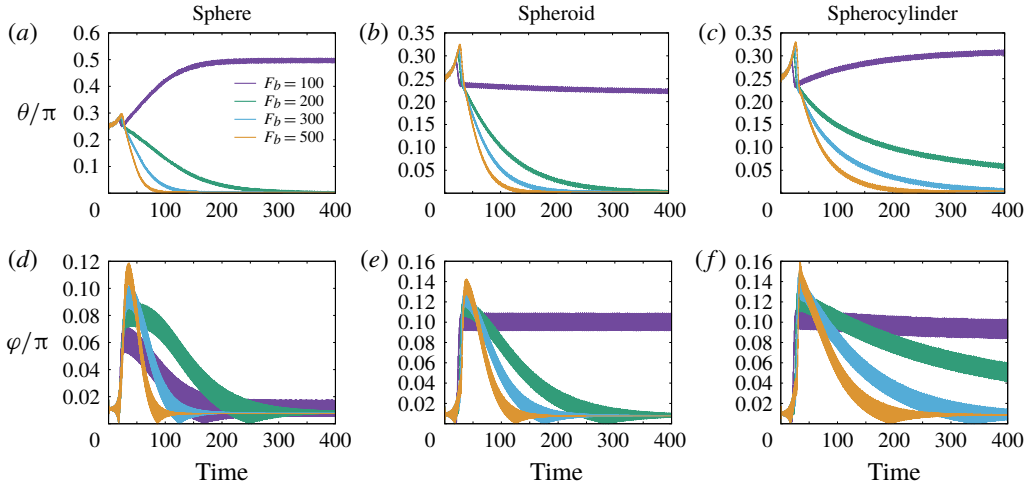 Sphere
Spheroid
Spherocylinder
(a)
(b)
(c)
θ/π
0.6
0.5
0.4
0.3
0.2
0.1
F_b = 100
F_b = 200
F_b = 300
F_b = 500
0 100 200 300 400
0.35
0.30
0.25
0.20
0.15
0.10
0.05
0 100 200 300 400
0.35
0.30
0.25
0.20
0.15
0.10
0.05
0 100 200 300 400
(d)
(e)
(f)
φ/π
0.12
0.10
0.08
0.06
0.04
0.02
0 100 200 300 400
Time
0.16
0.14
0.12
0.10
0.08
0.06
0.04
0.02
0 100 200 300 400
Time
0.16
0.14
0.12
0.10
0.08
0.06
0.04
0.02
0 100 200 300 400
Time